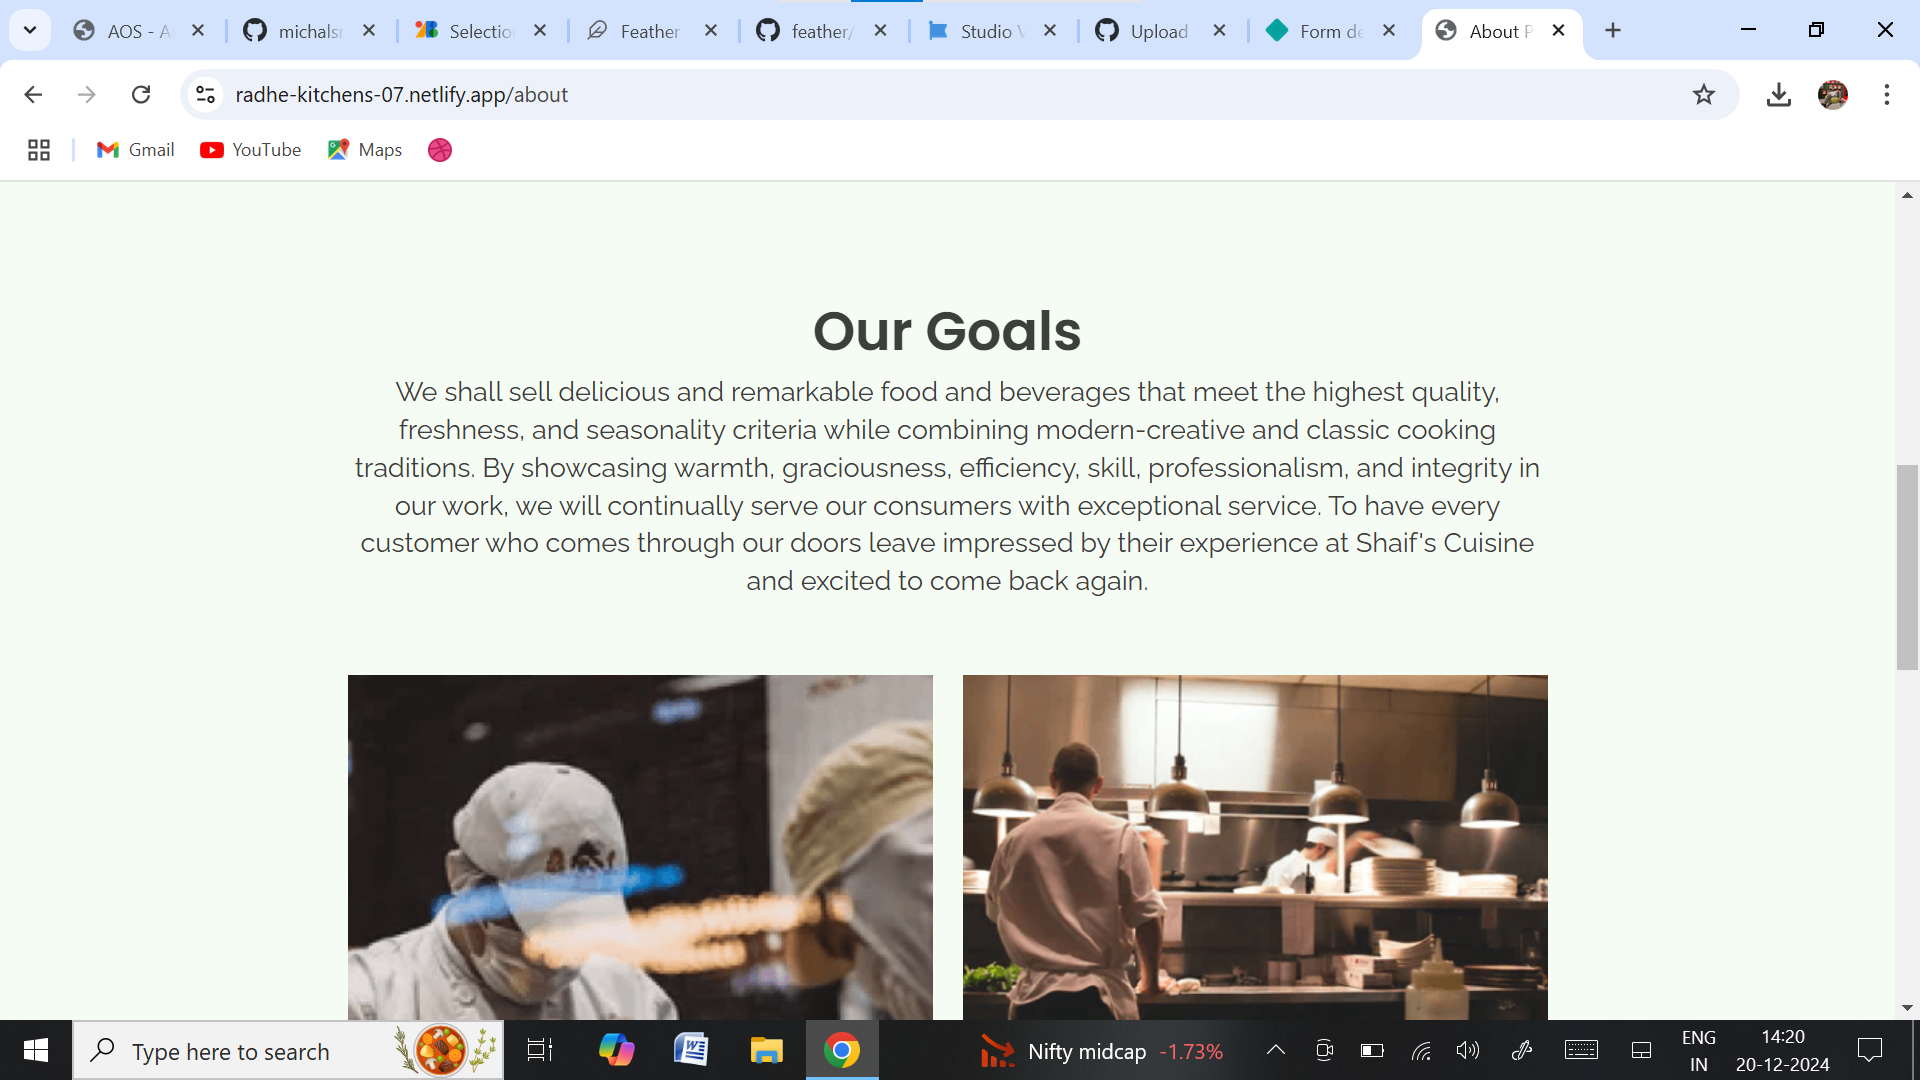 AOS - A
michalsn
Selectio
Feather
feather/
Studio V
Upload
Form de
About P
radhe-kitchens-07.netlify.app/about
Gmail
YouTube
Maps
Our Goals
We shall sell delicious and remarkable food and beverages that meet the highest quality,
freshness, and seasonality criteria while combining modern-creative and classic cooking
traditions. By showcasing warmth, graciousness, efficiency, skill, professionalism, and integrity in
our work, we will continually serve our consumers with exceptional service. To have every
customer who comes through our doors leave impressed by their experience at Shaif's Cuisine
and excited to come back again.
Type here to search
Nifty midcap -1.73%
ENG
IN
14:20
20-12-2024